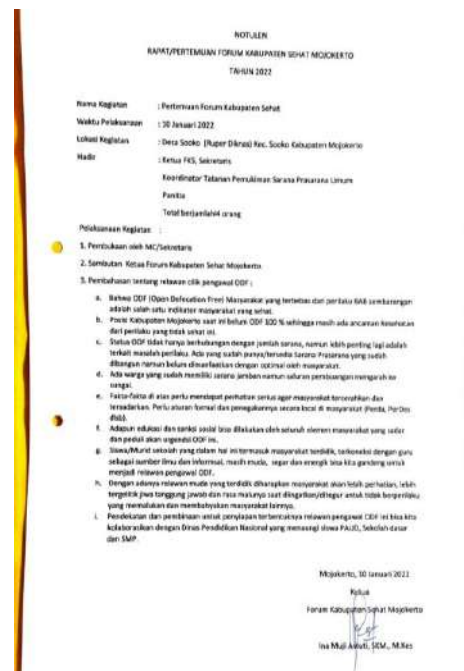 NOTULEN
RAPAT/PERTEMUAN FORUM KABUPATEN SEHAT MOJOKERTO
TAHUN 2022
Nama Kegiatan : Pertemuan Forum Kabupaten Sehat
Waktu Pelaksanaan : 30 Januari 2022
Lokasi Kegiatan : Desa Sooko (Ruper Diknas) Kec. Sooko Kabupaten Mojokerto
Hadir : Ketua FKS, Sekretaris
Koordinator Tatanan Pemukiman Sarana Prasarana Umum
Panitia
Total berjumlah4 orang
Pelaksanaan Kegiatan :
1. Pembukaan oleh MC/Sekretaris
2. Sambutan Ketua Forum Kabupaten Sehat Mojokerto
3. Pembahasan tentang relawan cilik pengawal ODF :
a. Bahwa ODF (Open Defecation Free) Masyarakat yang terbebas dari perilaku BAB sembarangan
adalah salah satu indikator masyarakat yang sehat.
b. Posisi Kabupaten Mojokerto saat ini belum ODF 100 % sehingga masih ada ancaman kesehatan
dari perilaku yang tidak sehat ini.
c. Status ODF tidak hanya berhubungan dengan jumlah sarana, namun lebih penting lagi adalah
terkait masalah perilaku. Ada yang sudah punya/tersedia Sarana Prasarana yang sudah
dibangun namun belum dimanfaatkan dengan optimal oleh masyarakat.
d. Ada warga yang sudah memiliki sarana jamban namun saluran pembuangan mengarah ke
sungai.
e. Fakta-fakta di atas perlu mendapat perhatian serius agar masyarakat tercerahkan dan
tersadarkan. Perlu aturan formal dan penegakannya secara local di masyarakat (Perda, PerDes
dsb).
f. Adapun edukasi dan sanksi sosial bisa dilakukan oleh seluruh elemen masyarakat yang sadar
dan peduli akan urgensi ODF ini.
g. Siswa/Murid sekolah yang dalam hal ini termasuk masyarakat terdidik, terkoneksi dengan guru
sebagai sumber ilmu dan informasi, masih muda, segar dan energik bisa kita gandeng untuk
menjadi relawan pengawal ODF.
h. Dengan adanya relawan muda yang terdidik diharapkan masyarakat akan lebih perhatian, lebih
tergelitik jiwa tanggung jawab dan rasa malunya saat diingatkan/ditegur untuk tidak berperilaku
yang memalukan dan membahayakan masyarakat lainnya.
i. Pendekatan dan pembinaan untuk penyiapan terbentuknya relawan pengawal ODF ini bisa kita
kolaborasikan dengan Dinas Pendidikan Nasional yang menaungi siswa PAUD, Sekolah dasar
dan SMP.
Mojokerto, 30 Januari 2022
Ketua
Forum Kabupaten Sehat Mojokerto
Ina Muji Astuti, SKM., M.Kes